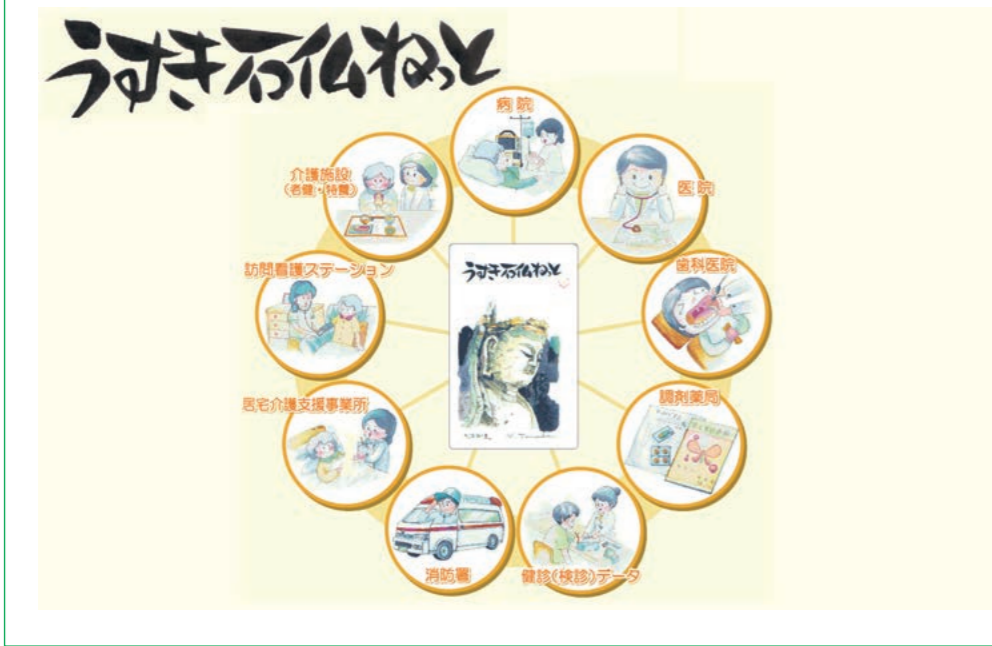 うすき石仏ねっと
病院
医院
歯科医院
調剤薬局
健診(検診)データ
消防署
居宅介護支援事業所
訪問看護ステーション
介護施設
(老健・特養)
うすき石仏ねっと